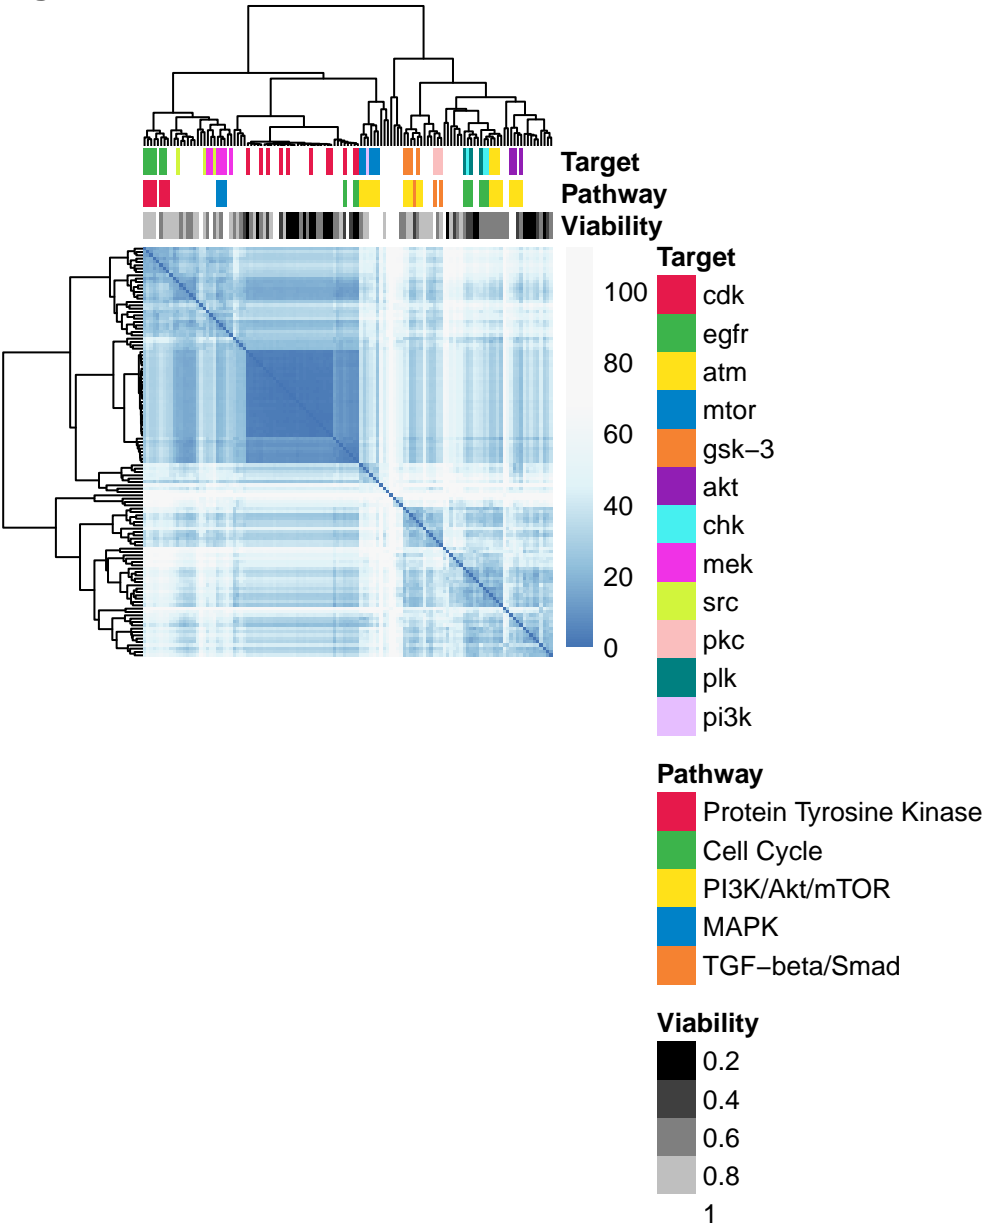 Target
Pathway
Viability
100
80
60
40
20
0
Target
cdk
egfr
atm
mtor
gsk−3
akt
chk
mek
src
pkc
plk
pi3k
Pathway
Protein Tyrosine Kinase
Cell Cycle
PI3K/Akt/mTOR
MAPK
TGF−beta/Smad
Viability
0.2
0.4
0.6
0.8
1